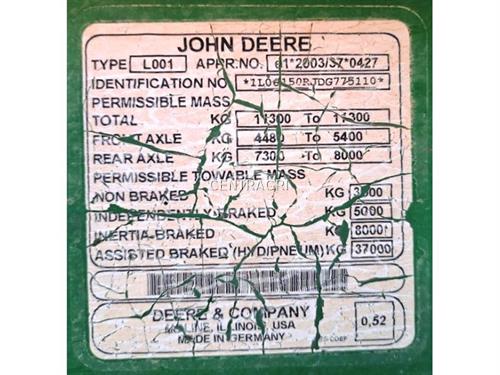 JOHN DEERE
TYPE L001 APPR.NO. e1*2003/37*0427
IDENTIFICATION NO *1L06150RJDG775110*
PERMISSIBLE MASS
TOTAL KG 11300 To 11300
FRONT AXLE KG 4480 To 5400
REAR AXLE KG 7300 To 8000
PERMISSIBLE TOWABLE MASS
CENTRAGRI
NON BRAKED KG 3500
INDEPENDENTLY-BRAKED KG 5000
INERTIA-BRAKED KG 8000
ASSISTED BRAKED (HYD/PNEUM) KG 37000
DEERE & COMPANY
MOLINE, ILLINOIS, USA
MADE IN GERMANY
0,52